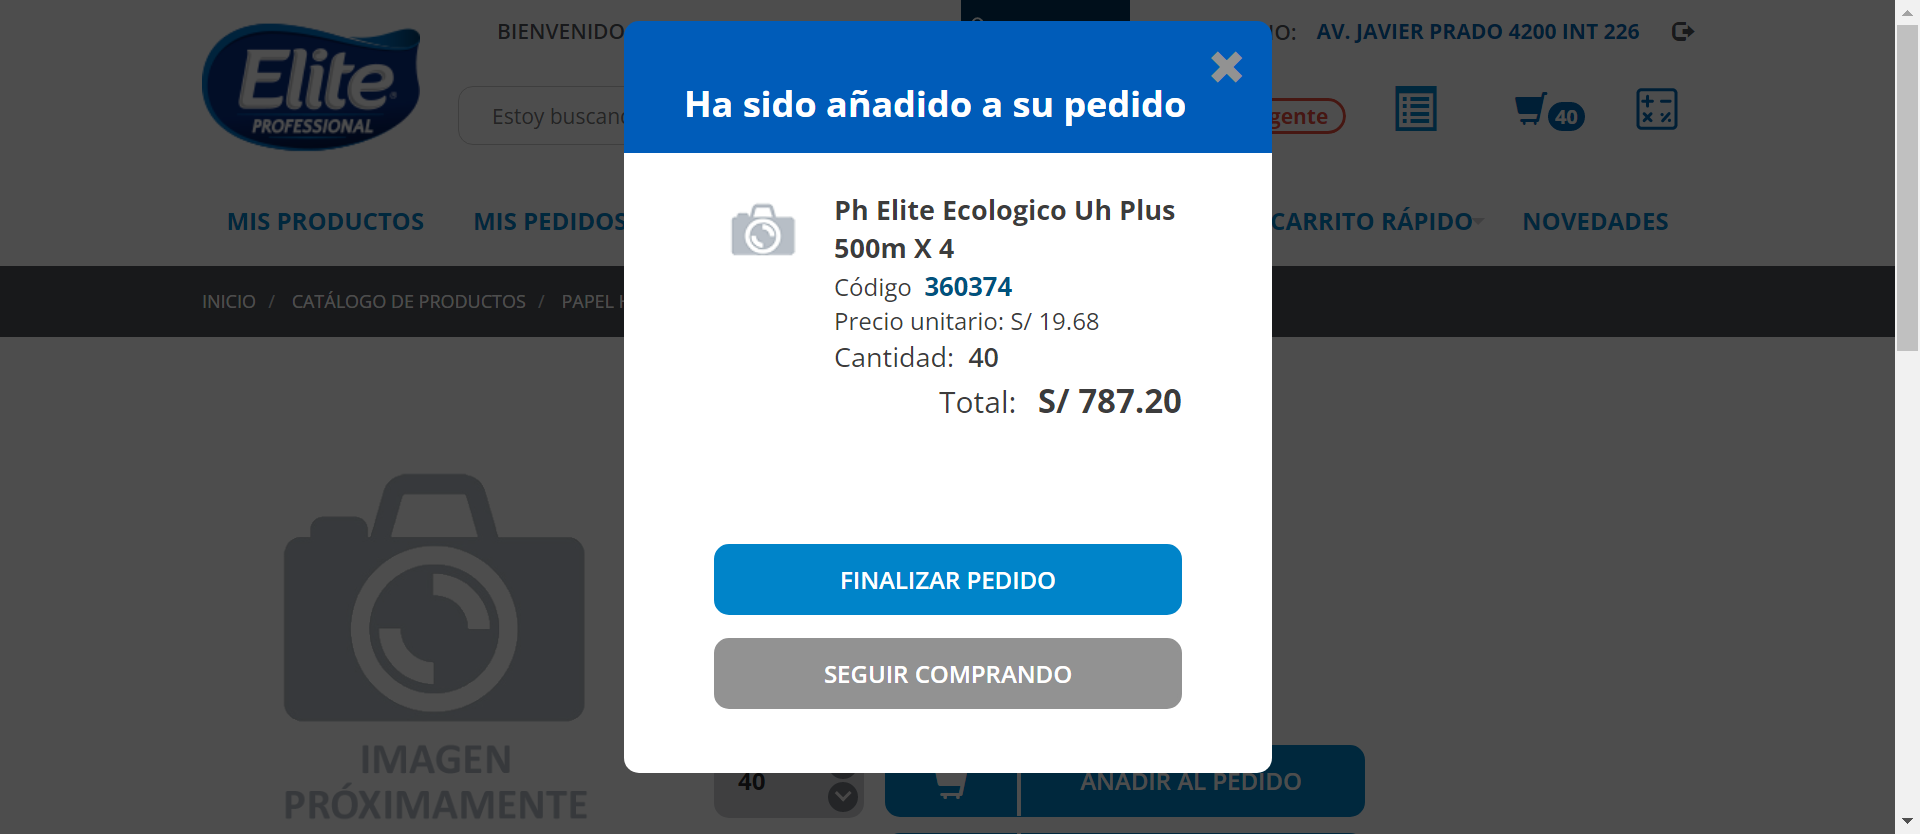 Elite
PROFESSIONAL
BIENVENIDO
AV. JAVIER PRADO 4200 INT 226
Estoy
gente
40
MIS PRODUCTOS
MIS PEDIDOS
CARRITO RÁPIDO
NOVEDADES
INICIO / CATÁLOGO DE PRODUCTOS / PAPEL
Ha sido añadido a su pedido
Ph Elite Ecologico Uh Plus
500m X 4
Código 360374
Precio unitario: S/ 19.68
Cantidad: 40
Total: S/ 787.20
FINALIZAR PEDIDO
SEGUIR COMPRANDO
IMAGEN
PRÓXIMAMENTE
40
AÑADIR AL PEDIDO